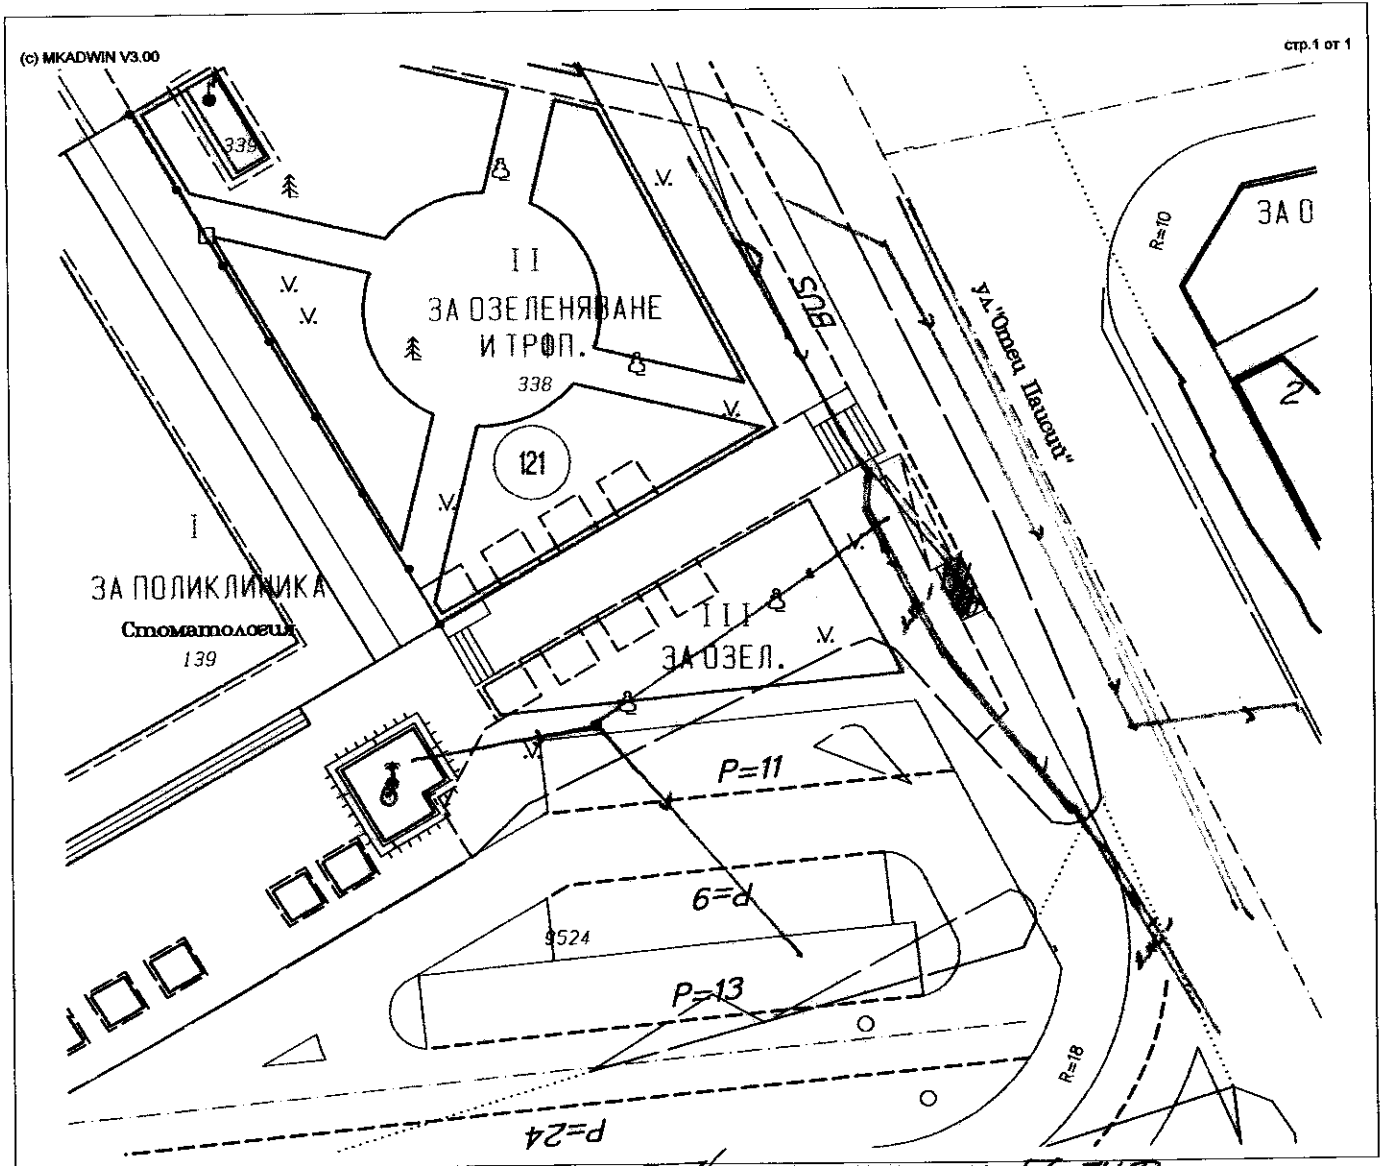 (c) MKADWIN V3.00
стр.1 от 1
339
R=10
ЗА О
II
ЗА ОЗЕЛЕНЯВАНЕ
И ТРФП.
338
BUS
ул."Отец Паисий"
121
I
ЗА ПОЛИКЛИНИКА
Стоматология
139
III
ЗА ОЗЕЛ.
P=11
P=9
9524
P=13
R=18
P=24